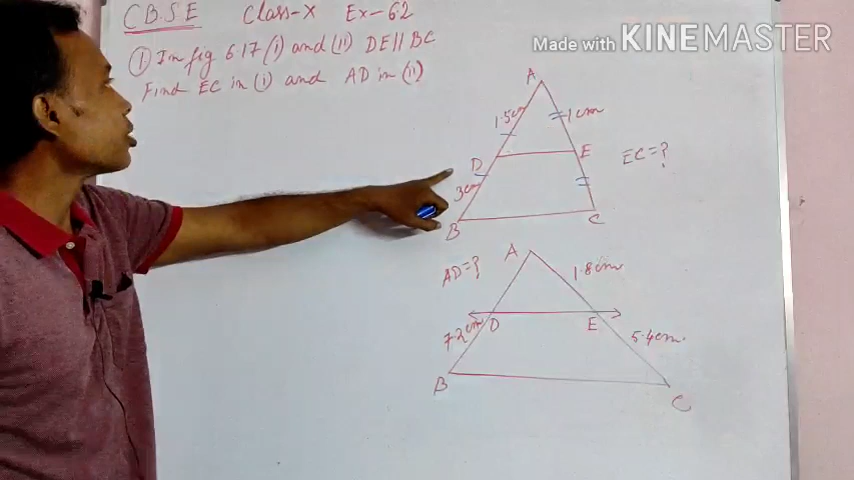 C.B.S.E Class-X Ex-6.2
① In fig 6.17 (i) and (ii) DE || BC
Find EC in (i) and AD in (ii)
Made with KINEMASTER
A
1.5cm
1cm
D
E
EC=?
3cm
B
C
A
AD=?
1.8cm
7.2cm
D
E
5.4cm
B
C